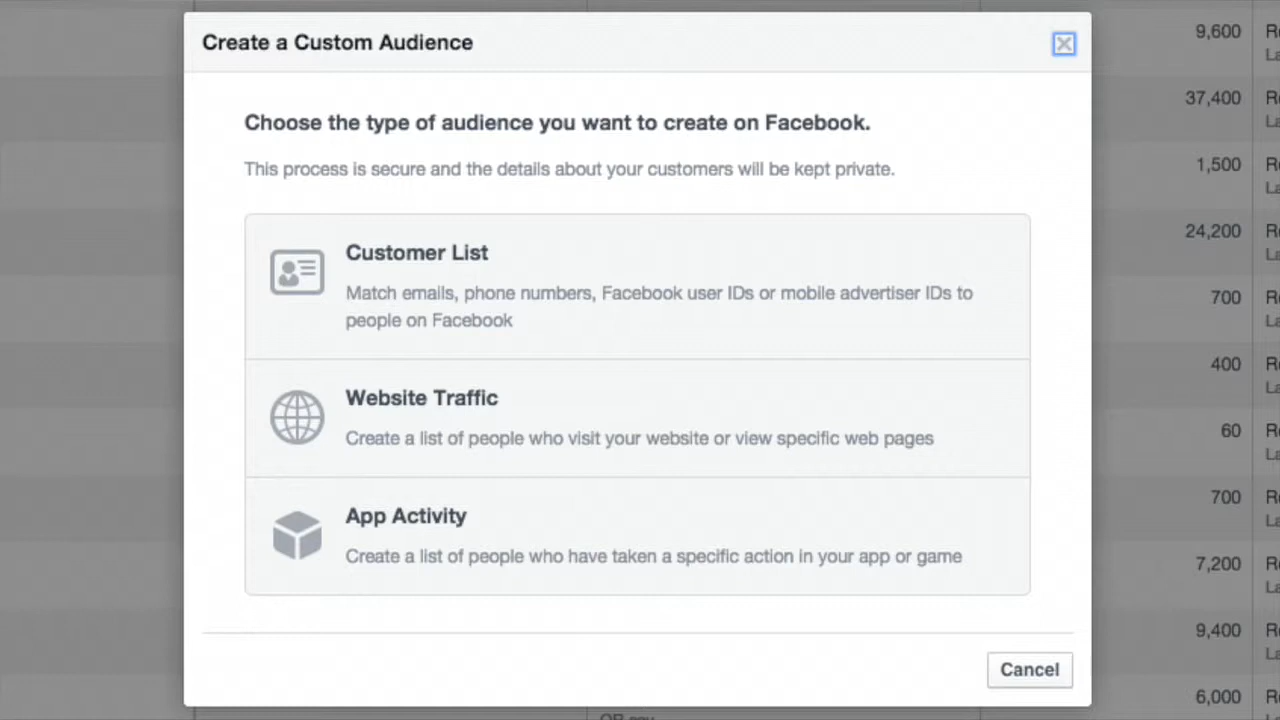 Create a Custom Audience
Choose the type of audience you want to create on Facebook.
This process is secure and the details about your customers will be kept private.
Customer List
Match emails, phone numbers, Facebook user IDs or mobile advertiser IDs to
people on Facebook
Website Traffic
Create a list of people who visit your website or view specific web pages
App Activity
Create a list of people who have taken a specific action in your app or game
Cancel
9,600
37,400
1,500
24,200
700
400
60
700
7,200
9,400
6,000